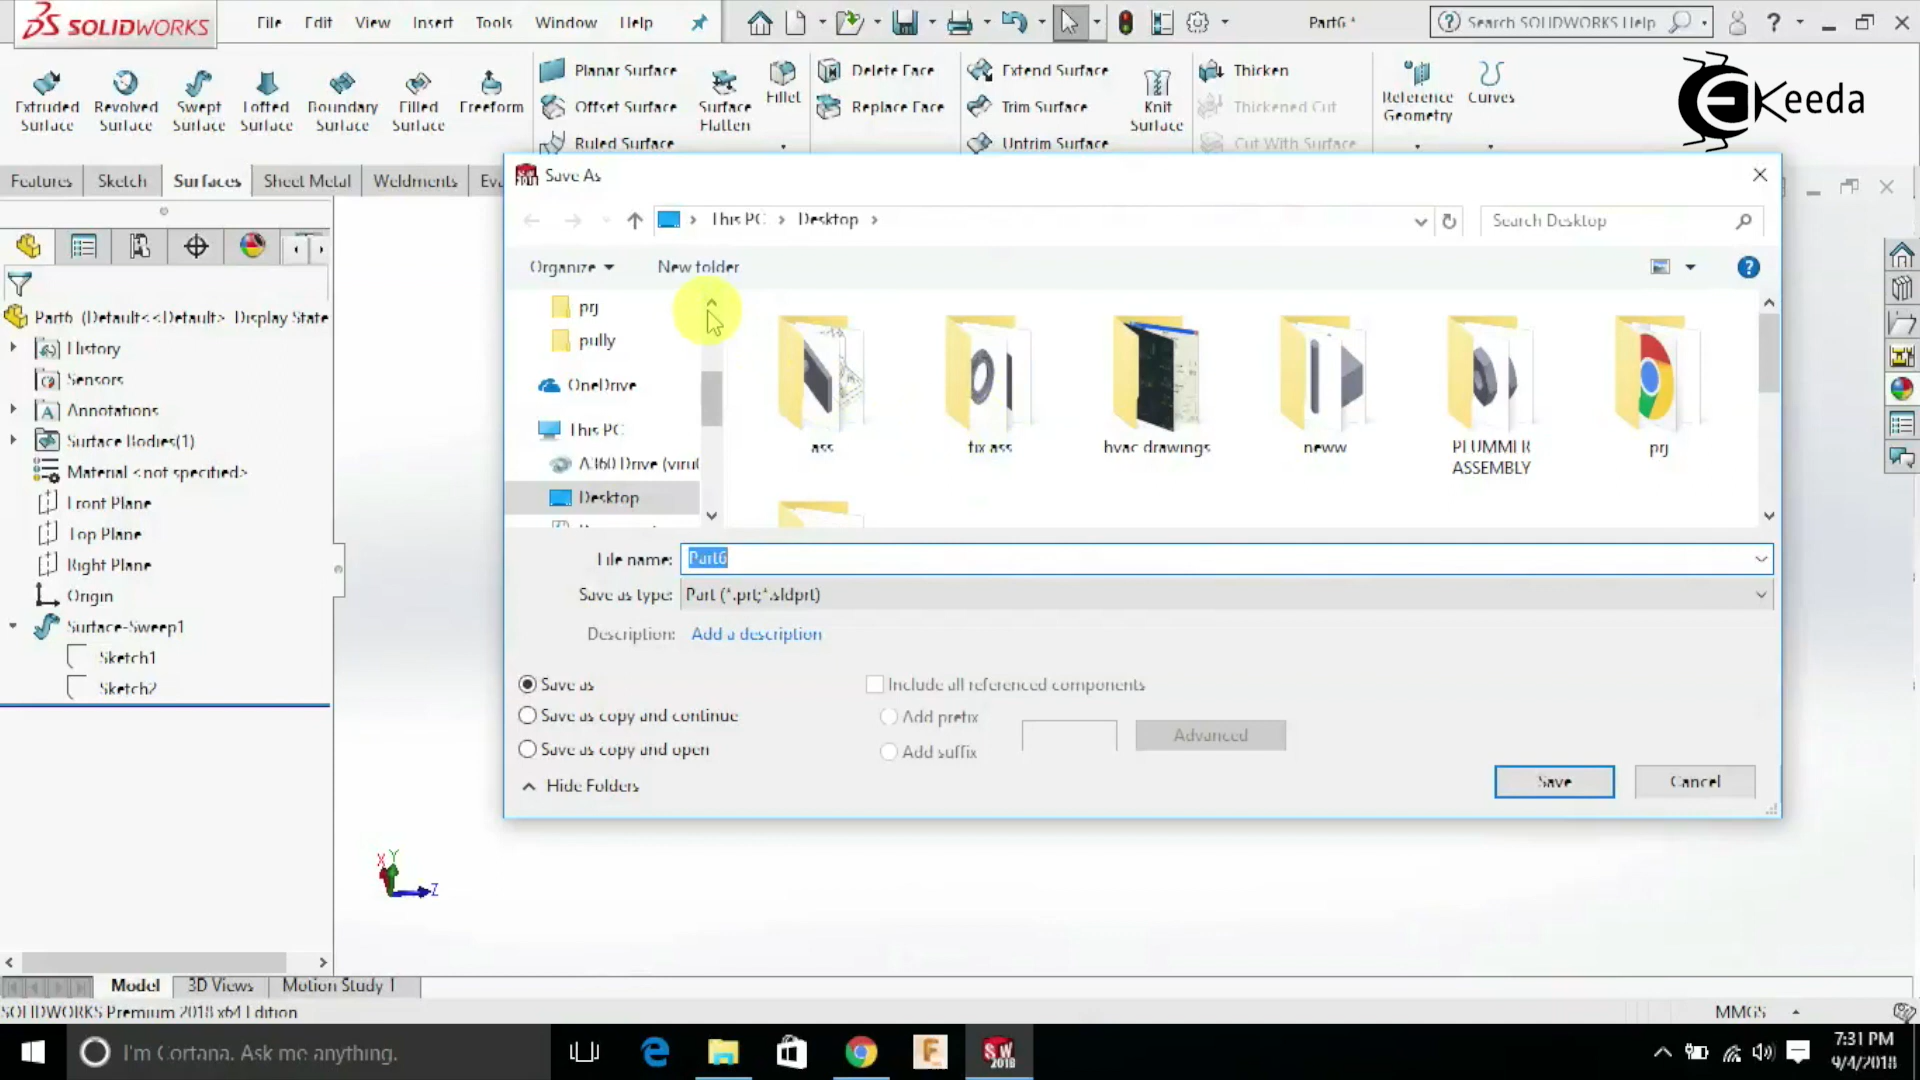 SOLIDWORKS File Edit View Insert Tools Window Help Part6 * Search SOLIDWORKS Help
Extruded Surface
Revolved Surface
Swept Surface
Lofted Surface
Boundary Surface
Filled Surface
Freeform
Planar Surface
Offset Surface
Ruled Surface
Surface Flatten
Fillet
Delete Face
Replace Face
Extend Surface
Trim Surface
Untrim Surface
Knit Surface
Thicken
Thickened Cut
Cut With Surface
Reference Geometry
Curves
EKeeda
Features Sketch Surfaces Sheet Metal Weldments
Save As
This PC > Desktop >
Search Desktop
Organize New folder
prj
pully
OneDrive
This PC
A360 Drive
Desktop
ass
fix ass
hvac drawings
neww
PLUMMER ASSEMBLY
prj
File name: Part6
Save as type: Part (*.prt;*.sldprt)
Description: Add a description
Save as
Save as copy and continue
Save as copy and open
Include all referenced components
Add prefix
Add suffix
Advanced
Hide Folders
Save
Cancel
Part6 (Default<<Default> Display State
History
Sensors
Annotations
Surface Bodies(1)
Material <not specified>
Front Plane
Top Plane
Right Plane
Origin
Surface-Sweep1
Sketch1
Sketch2
X Y Z
Model 3D Views Motion Study 1
SOLIDWORKS Premium 2018 x64 Edition
MMGS
I'm Cortana. Ask me anything.
SW 2018
7:31 PM
9/4/2018